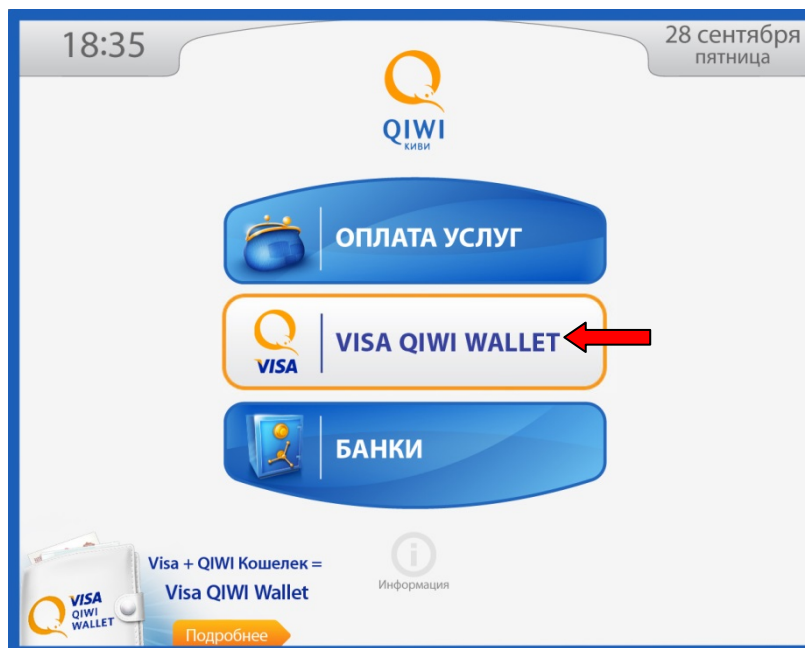 18:35
28 сентября
пятница
QIWI
КИВИ
ОПЛАТА УСЛУГ
VISA
VISA QIWI WALLET
БАНКИ
Информация
Visa + QIWI Кошелек =
Visa QIWI Wallet
VISA
QIWI
WALLET
Подробнее